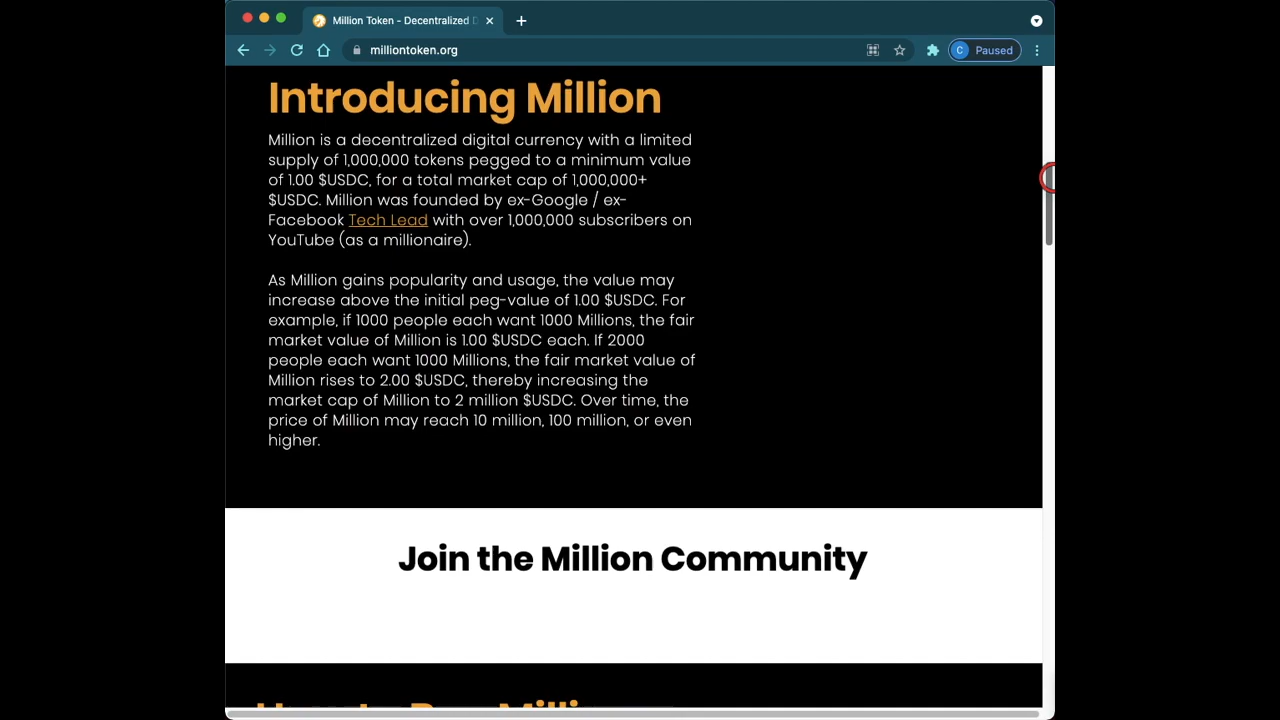 Million Token - Decentralized D
milliontoken.org
C Paused
Introducing Million
Million is a decentralized digital currency with a limited
supply of 1,000,000 tokens pegged to a minimum value
of 1.00 $USDC, for a total market cap of 1,000,000+
$USDC. Million was founded by ex-Google / ex-
Facebook Tech Lead with over 1,000,000 subscribers on
YouTube (as a millionaire).
As Million gains popularity and usage, the value may
increase above the initial peg-value of 1.00 $USDC. For
example, if 1000 people each want 1000 Millions, the fair
market value of Million is 1.00 $USDC each. If 2000
people each want 1000 Millions, the fair market value of
Million rises to 2.00 $USDC, thereby increasing the
market cap of Million to 2 million $USDC. Over time, the
price of Million may reach 10 million, 100 million, or even
higher.
Join the Million Community